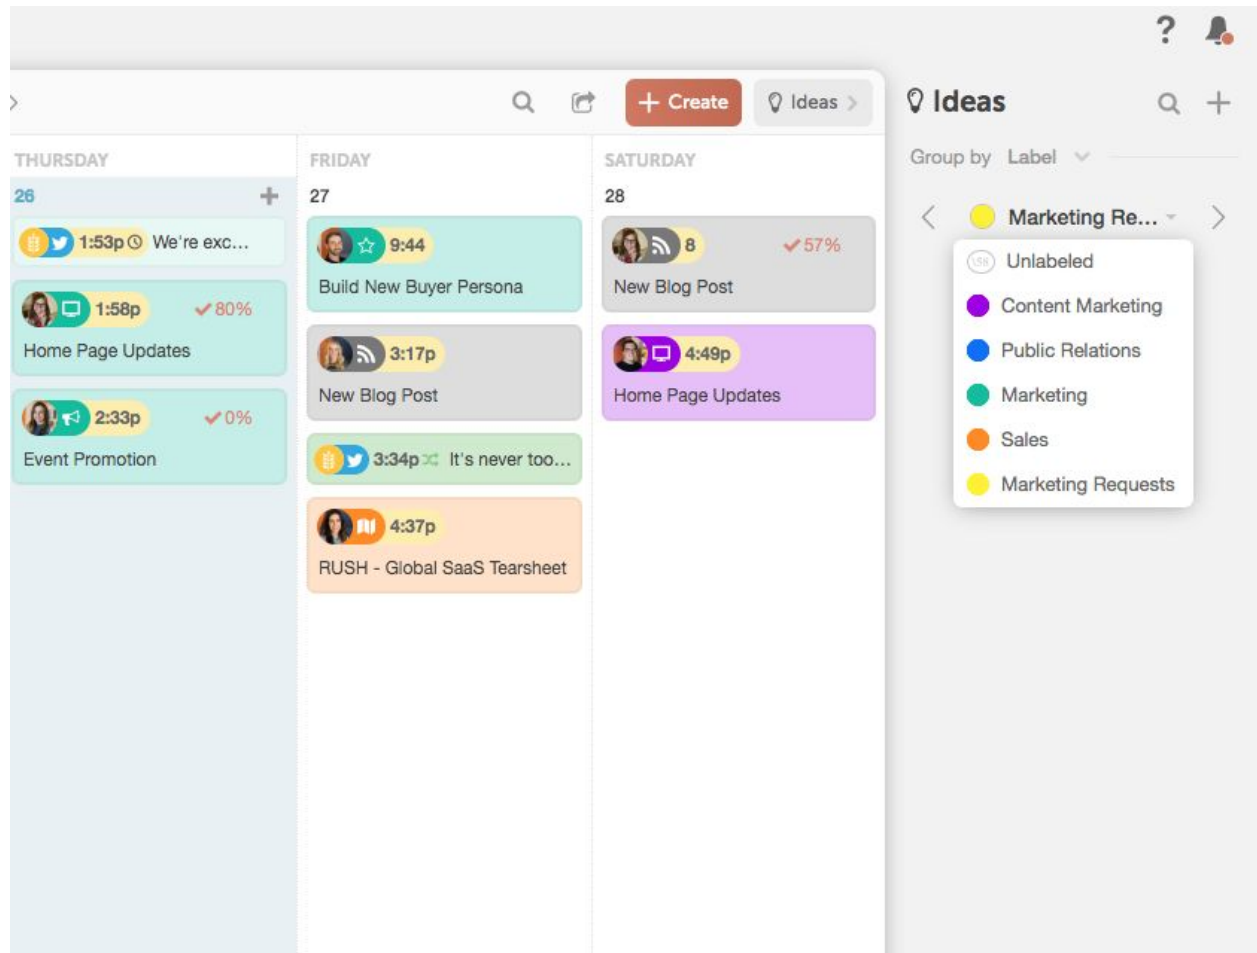 ?
+ Create
Ideas >
Ideas
Group by Label
THURSDAY
26
1:53p We're exc...
1:58p 80%
Home Page Updates
2:33p 0%
Event Promotion
FRIDAY
27
9:44
Build New Buyer Persona
3:17p
New Blog Post
3:34p It's never too...
4:37p
RUSH - Global SaaS Tearsheet
SATURDAY
28
8 57%
New Blog Post
4:49p
Home Page Updates
Marketing Re...
Unlabeled
Content Marketing
Public Relations
Marketing
Sales
Marketing Requests